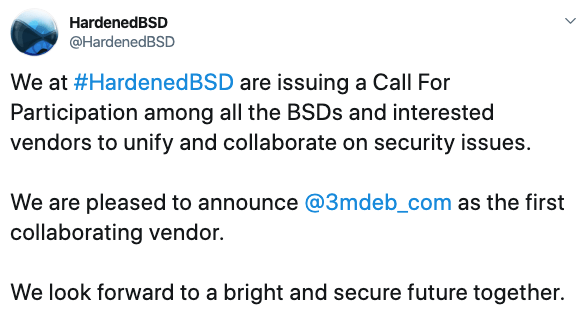 HardenedBSD
@HardenedBSD
We at #HardenedBSD are issuing a Call For
Participation among all the BSDs and interested
vendors to unify and collaborate on security issues.
We are pleased to announce @3mdeb_com as the first
collaborating vendor.
We look forward to a bright and secure future together.